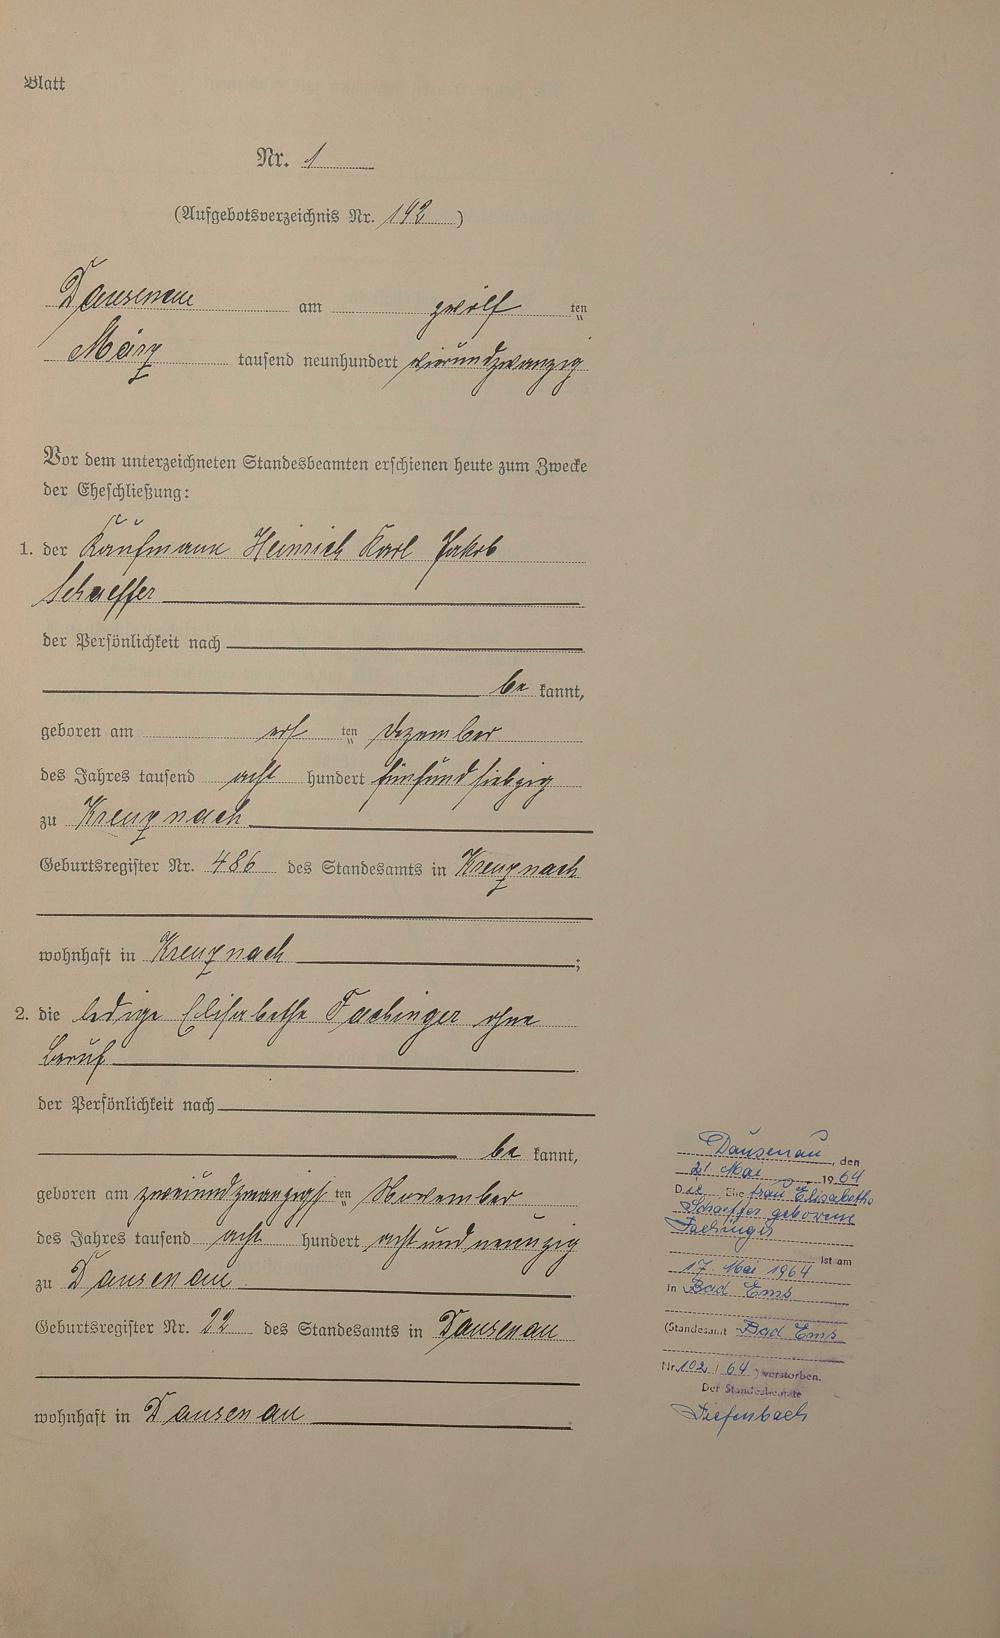 Blatt
Nr. 1
(Aufgebotsverzeichnis Nr. 142)
Dausenau am zwölf ten
März tausend neunhundert vierundzwanzig
Vor dem unterzeichneten Standesbeamten erschienen heute zum Zwecke
der Eheschließung:
1. der Kaufmann Heinrich Karl Jakob
Schaeffer
der Persönlichkeit nach
be kannt,
geboren am ten Dezember
des Jahres tausend acht hundert fünfundsiebzig
zu Kreuznach
Geburtsregister Nr. 486 des Standesamts in Kreuznach
wohnhaft in Kreuznach ;
2. die ledige Elisabethe Fachinger ohne
Beruf
der Persönlichkeit nach
be kannt,
geboren am zweiundzwanzigst ten November
des Jahres tausend acht hundert achtundneunzig
zu Dausenau
Geburtsregister Nr. 22 des Standesamts in Dausenau
wohnhaft in Dausenau
Dausenau, den
21. Mai 1964
Die Ehefrau Elisabetha
Schaeffer geborene
Fachinger
ist am
17. Mai 1964
in Bad Ems
(Standesamt Bad Ems
Nr. 102 / 64) verstorben.
Der Standesbeamte
Diefenbach